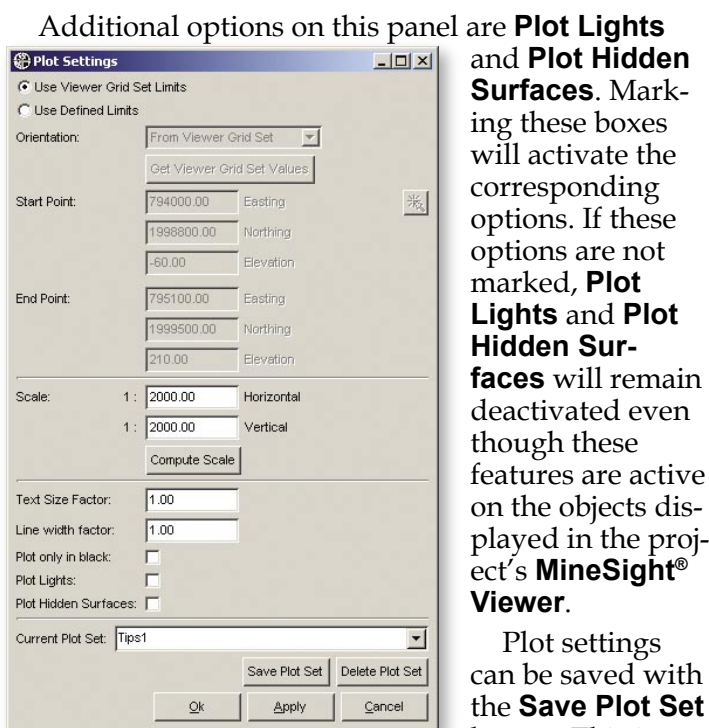 Additional options on this panel are Plot Lights
and Plot Hidden
Surfaces. Mark-
ing these boxes
will activate the
corresponding
options. If these
options are not
marked, Plot
Lights and Plot
Hidden Sur-
faces will remain
deactivated even
though these
features are active
on the objects dis-
played in the proj-
ect's MineSight®
Viewer.
Plot settings
can be saved with
the Save Plot Set
Plot Settings
Use Viewer Grid Set Limits
Use Defined Limits
Orientation: From Viewer Grid Set
Get Viewer Grid Set Values
Start Point: 794000.00 Easting
1998800.00 Northing
-60.00 Elevation
End Point: 795100.00 Easting
1999500.00 Northing
210.00 Elevation
Scale: 1 : 2000.00 Horizontal
1 : 2000.00 Vertical
Compute Scale
Text Size Factor: 1.00
Line width factor: 1.00
Plot only in black:
Plot Lights:
Plot Hidden Surfaces:
Current Plot Set: Tips1
Save Plot Set Delete Plot Set
Ok Apply Cancel